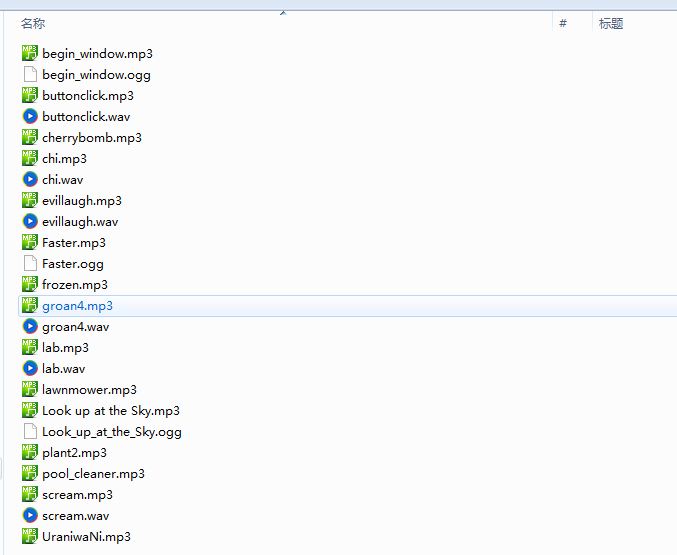 名称 # 标题
begin_window.mp3
begin_window.ogg
buttonclick.mp3
buttonclick.wav
cherrybomb.mp3
chi.mp3
chi.wav
evillaugh.mp3
evillaugh.wav
Faster.mp3
Faster.ogg
frozen.mp3
groan4.mp3
groan4.wav
lab.mp3
lab.wav
lawnmower.mp3
Look up at the Sky.mp3
Look_up_at_the_Sky.ogg
plant2.mp3
pool_cleaner.mp3
scream.mp3
scream.wav
UraniwaNi.mp3